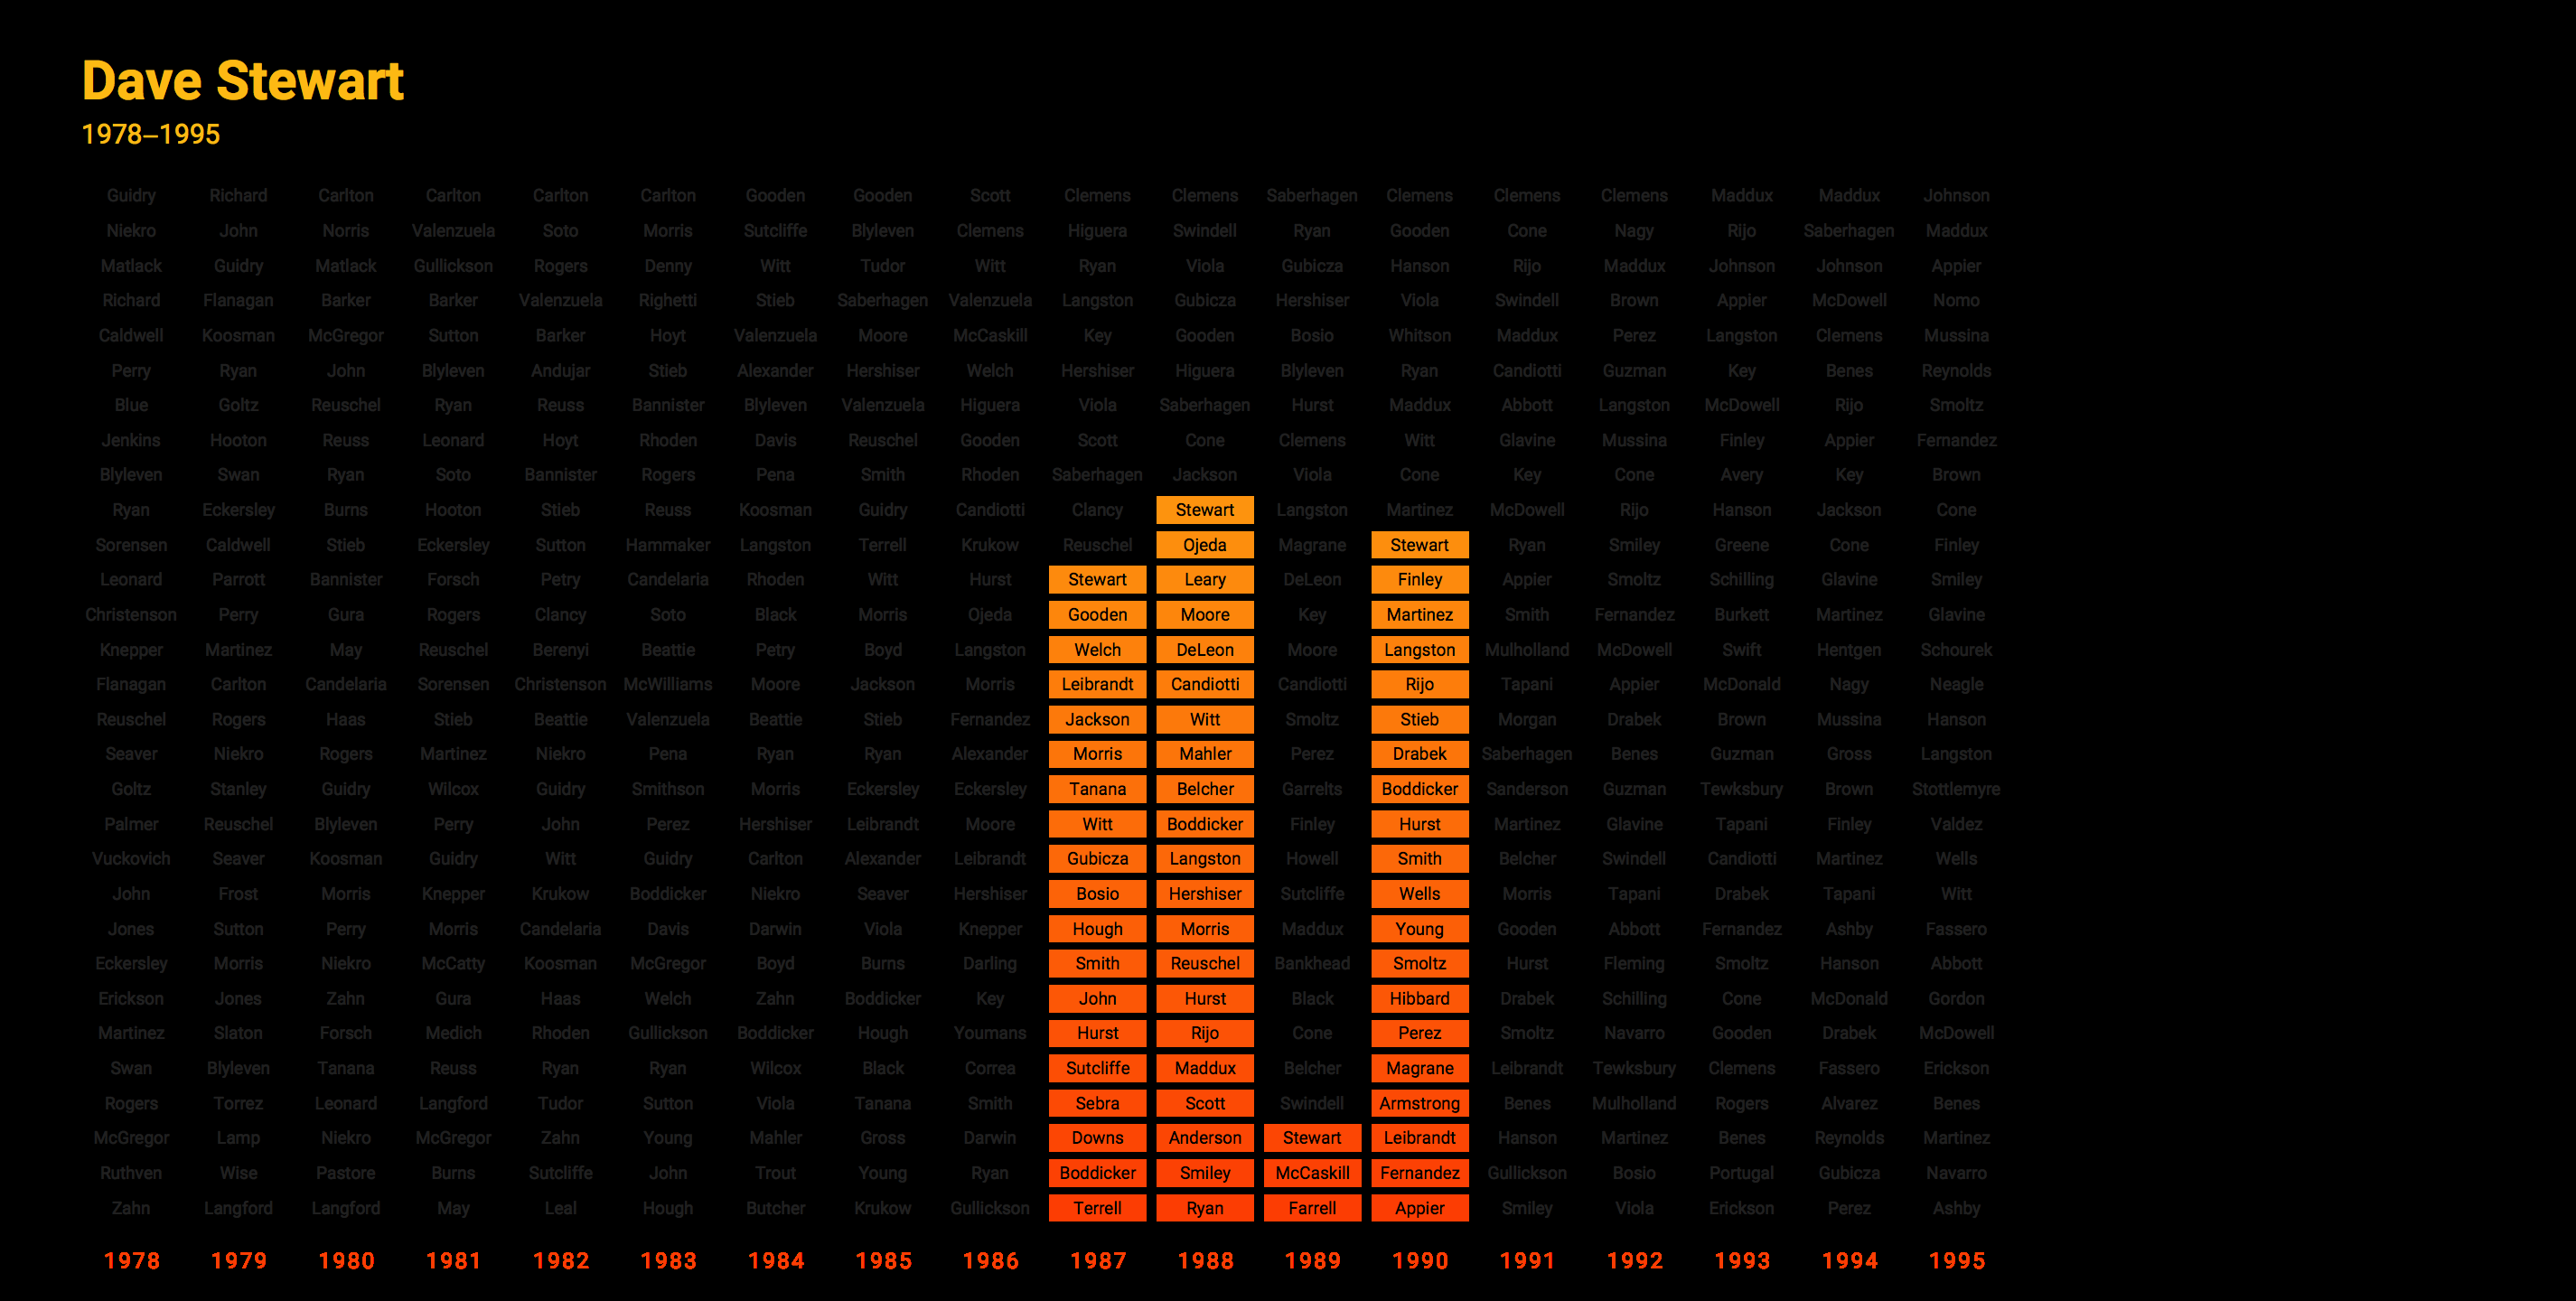 Dave Stewart
1978–1995
Guidry Richard Carlton Carlton Carlton Carlton Gooden Gooden Scott Clemens Clemens Saberhagen Clemens Clemens Clemens Maddux Maddux Johnson
Niekro John Norris Valenzuela Soto Morris Sutcliffe Blyleven Clemens Higuera Swindell Ryan Gooden Cone Nagy Rijo Saberhagen Maddux
Matlack Guidry Matlack Gullickson Rogers Denny Witt Tudor Witt Ryan Viola Gubicza Hanson Rijo Maddux Johnson Johnson Appier
Richard Flanagan Barker Barker Valenzuela Righetti Stieb Saberhagen Valenzuela Langston Gubicza Hershiser Viola Swindell Brown Appier McDowell Nomo
Caldwell Koosman McGregor Sutton Barker Hoyt Valenzuela Moore McCaskill Key Gooden Bosio Whitson Maddux Perez Langston Clemens Mussina
Perry Ryan John Blyleven Andujar Stieb Alexander Hershiser Welch Hershiser Higuera Blyleven Ryan Candiotti Guzman Key Benes Reynolds
Blue Goltz Reuschel Ryan Reuss Bannister Blyleven Valenzuela Higuera Viola Saberhagen Hurst Maddux Abbott Langston McDowell Rijo Smoltz
Jenkins Hooton Reuss Leonard Hoyt Rhoden Davis Reuschel Gooden Scott Cone Clemens Witt Glavine Mussina Finley Appier Fernandez
Blyleven Swan Ryan Soto Bannister Rogers Pena Smith Rhoden Saberhagen Jackson Viola Cone Key Cone Avery Key Brown
Ryan Eckersley Burns Hooton Stieb Reuss Koosman Guidry Candiotti Clancy Stewart Langston Martinez McDowell Rijo Hanson Jackson Cone
Sorensen Caldwell Stieb Eckersley Sutton Hammaker Langston Terrell Krukow Reuschel Ojeda Magrane Stewart Ryan Smiley Greene Cone Finley
Leonard Parrott Bannister Forsch Petry Candelaria Rhoden Witt Hurst Stewart Leary DeLeon Finley Appier Smoltz Schilling Glavine Smiley
Christenson Perry Gura Rogers Clancy Soto Black Morris Ojeda Gooden Moore Key Martinez Smith Fernandez Burkett Martinez Glavine
Knepper Martinez May Reuschel Berenyi Beattie Petry Boyd Langston Welch DeLeon Moore Langston Mulholland McDowell Swift Hentgen Schourek
Flanagan Carlton Candelaria Sorensen Christenson McWilliams Moore Jackson Morris Leibrandt Candiotti Candiotti Rijo Tapani Appier McDonald Nagy Neagle
Reuschel Rogers Haas Stieb Beattie Valenzuela Beattie Stieb Fernandez Jackson Witt Smoltz Stieb Morgan Drabek Brown Mussina Hanson
Seaver Niekro Rogers Martinez Niekro Pena Ryan Ryan Alexander Morris Mahler Perez Drabek Saberhagen Benes Guzman Gross Langston
Goltz Stanley Guidry Wilcox Guidry Smithson Morris Eckersley Eckersley Tanana Belcher Garrelts Boddicker Sanderson Guzman Tewksbury Brown Stottlemyre
Palmer Reuschel Blyleven Perry John Perez Hershiser Leibrandt Moore Witt Boddicker Finley Hurst Martinez Glavine Tapani Finley Valdez
Vuckovich Seaver Koosman Guidry Witt Guidry Carlton Alexander Leibrandt Gubicza Langston Howell Smith Belcher Swindell Candiotti Martinez Wells
John Frost Morris Knepper Krukow Boddicker Niekro Seaver Hershiser Bosio Hershiser Sutcliffe Wells Morris Tapani Drabek Tapani Witt
Jones Sutton Perry Morris Candelaria Davis Darwin Viola Knepper Hough Morris Maddux Young Gooden Abbott Fernandez Ashby Fassero
Eckersley Morris Niekro McCatty Koosman McGregor Boyd Burns Darling Smith Reuschel Bankhead Smoltz Hurst Fleming Smoltz Hanson Abbott
Erickson Jones Zahn Gura Haas Welch Zahn Boddicker Key John Hurst Black Hibbard Drabek Schilling Cone McDonald Gordon
Martinez Slaton Forsch Medich Rhoden Gullickson Boddicker Hough Youmans Hurst Rijo Cone Perez Smoltz Navarro Gooden Drabek McDowell
Swan Blyleven Tanana Reuss Ryan Ryan Wilcox Black Correa Sutcliffe Maddux Belcher Magrane Leibrandt Tewksbury Clemens Fassero Erickson
Rogers Torrez Leonard Langford Tudor Sutton Viola Tanana Smith Sebra Scott Swindell Armstrong Benes Mulholland Rogers Alvarez Benes
McGregor Lamp Niekro McGregor Zahn Young Mahler Gross Darwin Downs Anderson Stewart Leibrandt Hanson Martinez Benes Reynolds Martinez
Ruthven Wise Pastore Burns Sutcliffe John Trout Young Ryan Boddicker Smiley McCaskill Fernandez Gullickson Bosio Portugal Gubicza Navarro
Zahn Langford Langford May Leal Hough Butcher Krukow Gullickson Terrell Ryan Farrell Appier Smiley Viola Erickson Perez Ashby
1978 1979 1980 1981 1982 1983 1984 1985 1986 1987 1988 1989 1990 1991 1992 1993 1994 1995